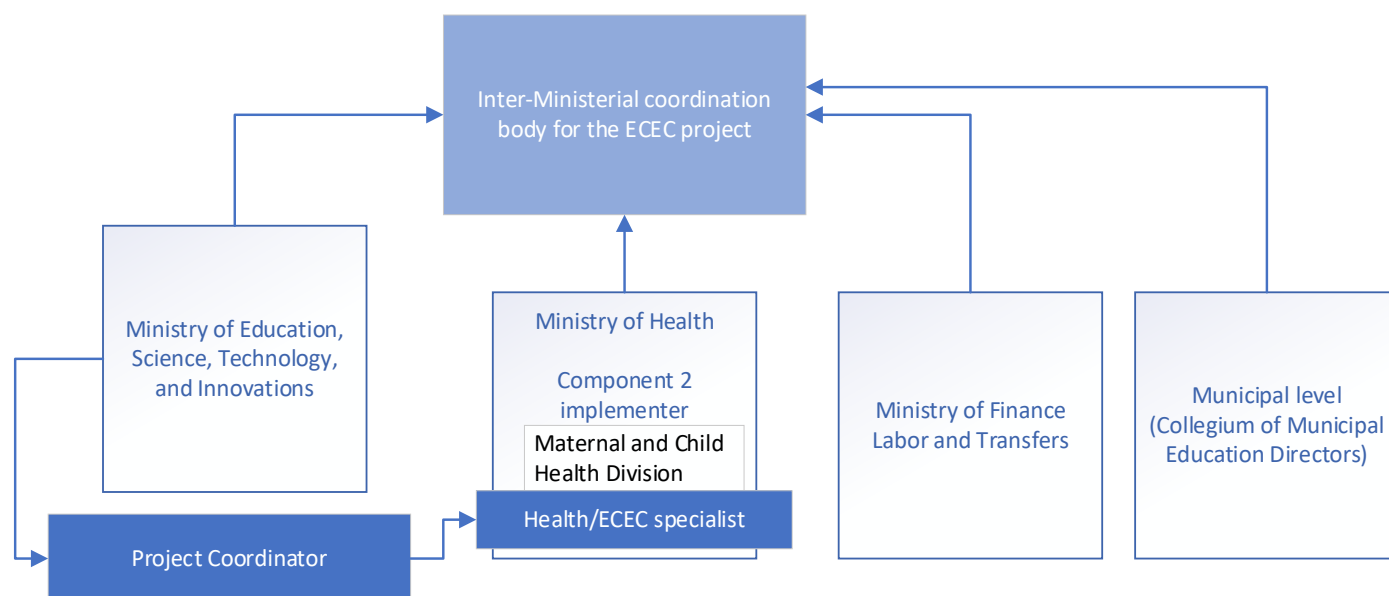 Inter-Ministerial coordination
body for the ECEC project
Ministry of Education,
Science, Technology,
and Innovations
Ministry of Health
Component 2
implementer
Maternal and Child
Health Division
Health/ECEC specialist
Project Coordinator
Ministry of Finance
Labor and Transfers
Municipal level
(Collegium of Municipal
Education Directors)